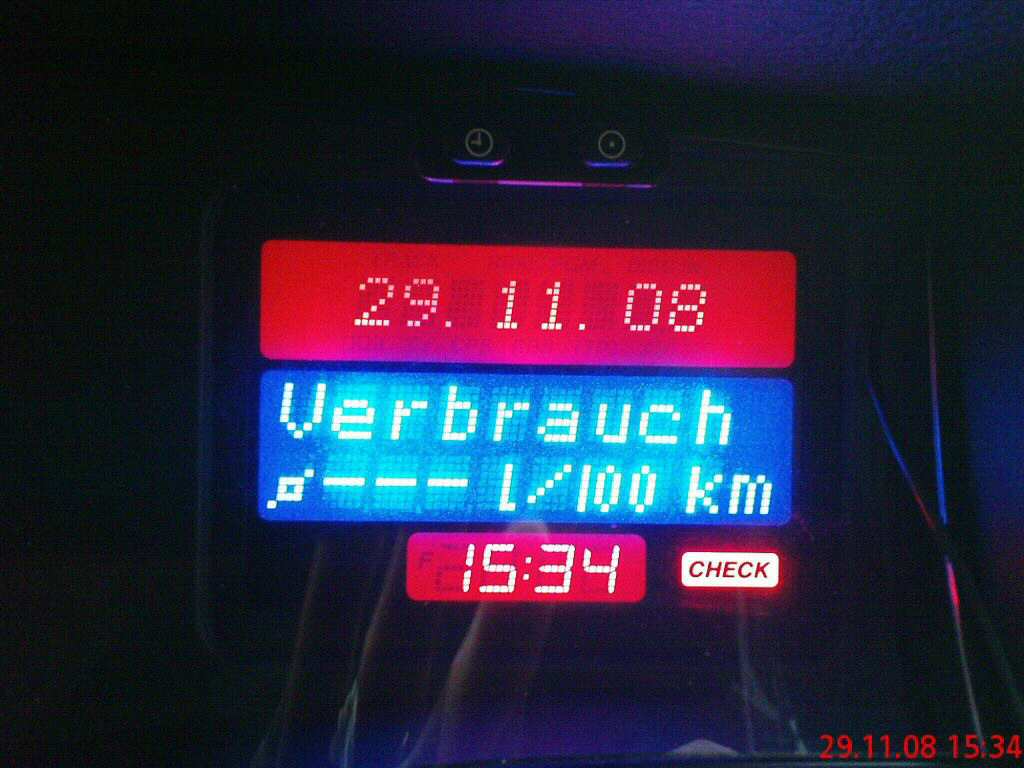 29. 11. 08
Verbrauch
ø --- l/100 km
15:34
CHECK
29.11.08 15:34